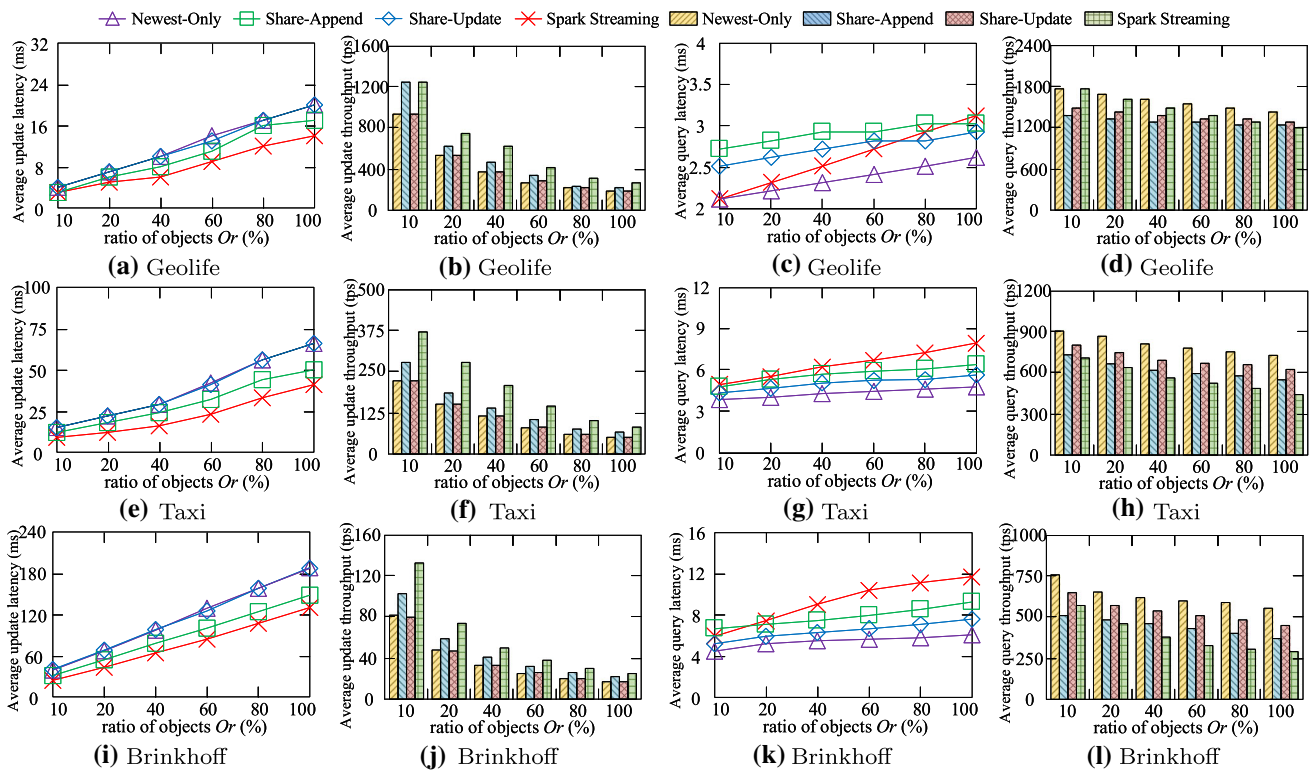 Newest-Only Share-Append Share-Update Spark Streaming Newest-Only Share-Append Share-Update Spark Streaming
Average update latency (ms)
32
24
16
8
0
10 20 40 60 80 100
ratio of objects Or (%)
(a) Geolife
Average update throughput (tps)
1600
1200
800
400
0
10 20 40 60 80 100
ratio of objects Or (%)
(b) Geolife
Average query latency (ms)
4
3.5
3
2.5
2
10 20 40 60 80 100
ratio of objects Or (%)
(c) Geolife
Average query throughput (tps)
2400
1800
1200
600
0
10 20 40 60 80 100
ratio of objects Or (%)
(d) Geolife
Average update latency (ms)
100
75
50
25
0
10 20 40 60 80 100
ratio of objects Or (%)
(e) Taxi
Average update throughput (tps)
500
375
250
125
0
10 20 40 60 80 100
ratio of objects Or (%)
(f) Taxi
Average query latency (ms)
12
9
6
3
0
10 20 40 60 80 100
ratio of objects Or (%)
(g) Taxi
Average query throughput (tps)
1200
900
600
300
0
10 20 40 60 80 100
ratio of objects Or (%)
(h) Taxi
Average update latency (ms)
240
180
120
60
0
10 20 40 60 80 100
ratio of objects Or (%)
(i) Brinkhoff
Average update throughput (tps)
160
120
80
40
0
10 20 40 60 80 100
ratio of objects Or (%)
(j) Brinkhoff
Average query latency (ms)
16
12
8
4
0
10 20 40 60 80 100
ratio of objects Or (%)
(k) Brinkhoff
Average query throughput (tps)
1000
750
500
250
0
10 20 40 60 80 100
ratio of objects Or (%)
(l) Brinkhoff